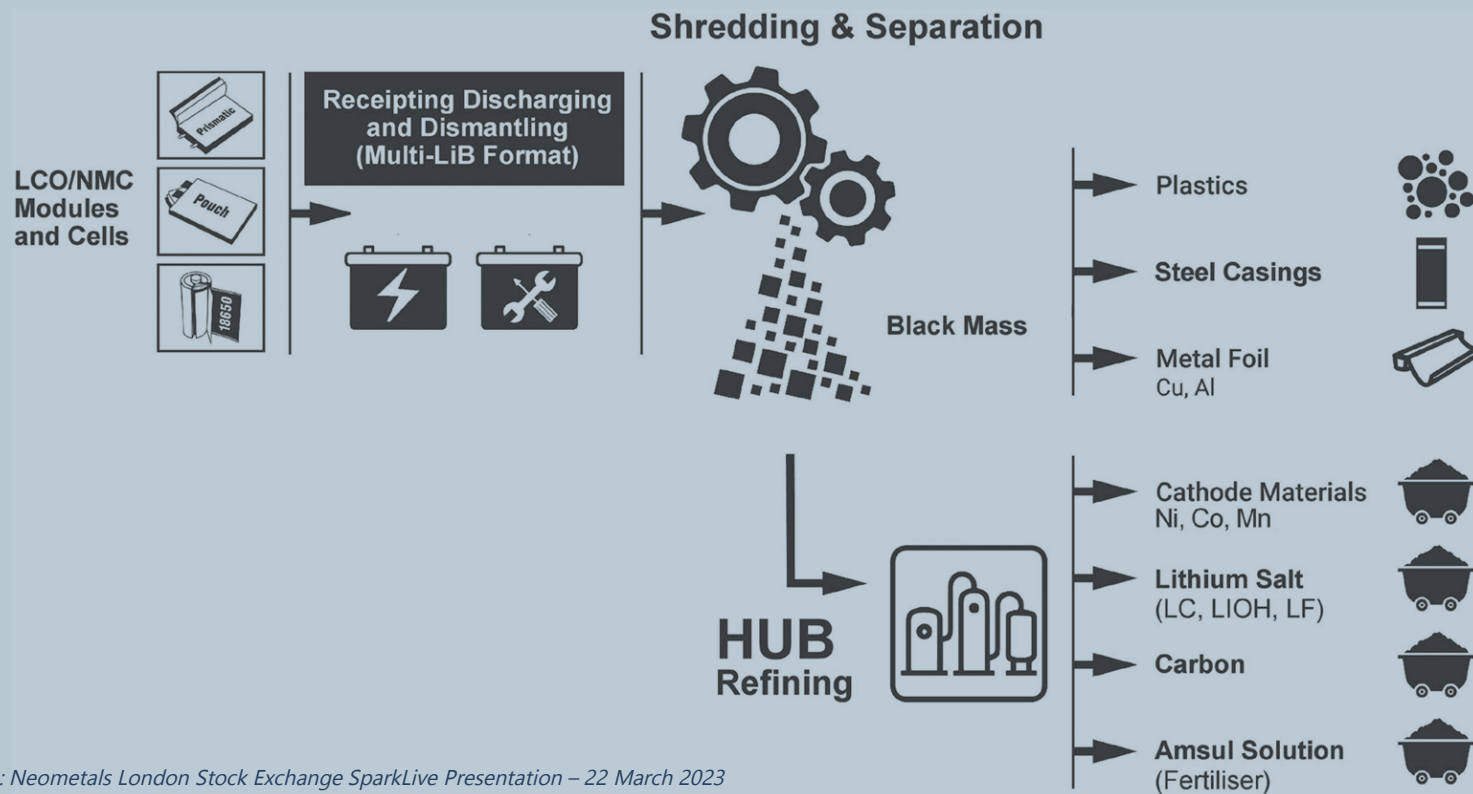 Shredding & Separation
LCO/NMC
Modules
and Cells
Prismatic
Pouch
18650
Receipting Discharging
and Dismantling
(Multi-LiB Format)
Black Mass
Plastics
Steel Casings
Metal Foil
Cu, Al
HUB
Refining
Cathode Materials
Ni, Co, Mn
Lithium Salt
(LC, LIOH, LF)
Carbon
Amsul Solution
(Fertiliser)
: Neometals London Stock Exchange SparkLive Presentation – 22 March 2023